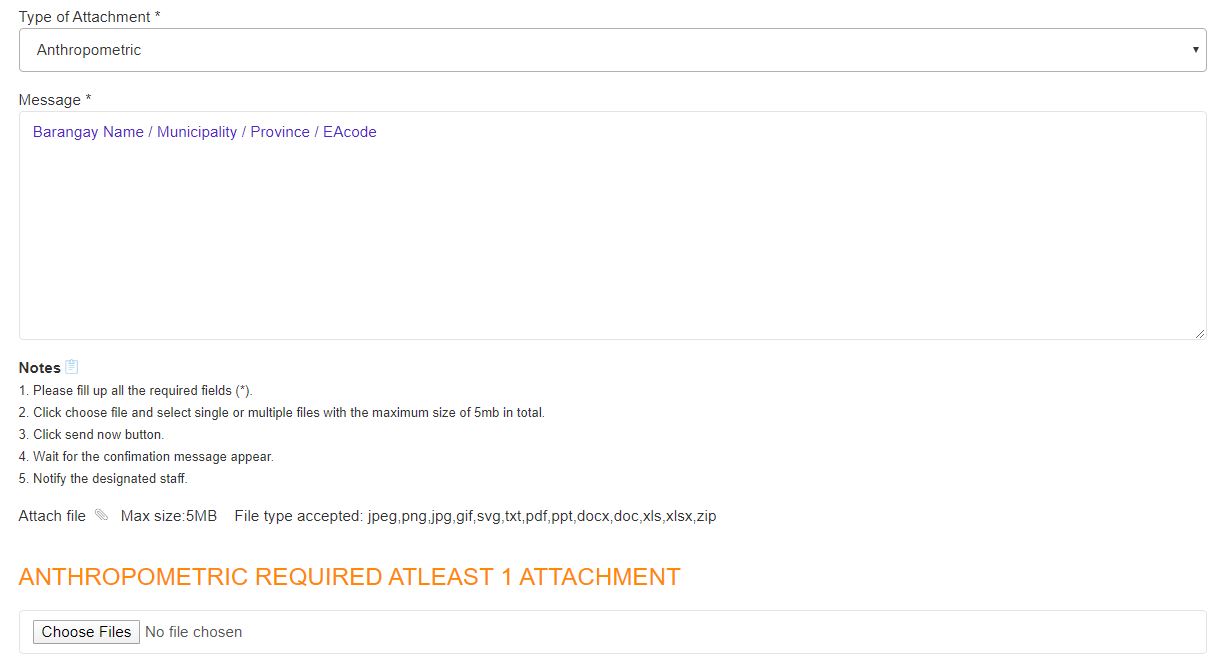 Type of Attachment *
Anthropometric
Message *
Barangay Name / Municipality / Province / EAcode
Notes
1. Please fill up all the required fields (*).
2. Click choose file and select single or multiple files with the maximum size of 5mb in total.
3. Click send now button.
4. Wait for the confimation message appear.
5. Notify the designated staff.
Attach file Max size:5MB File type accepted: jpeg,png,jpg,gif,svg,txt,pdf,ppt,docx,doc,xls,xlsx,zip
ANTHROPOMETRIC REQUIRED ATLEAST 1 ATTACHMENT
Choose Files No file chosen